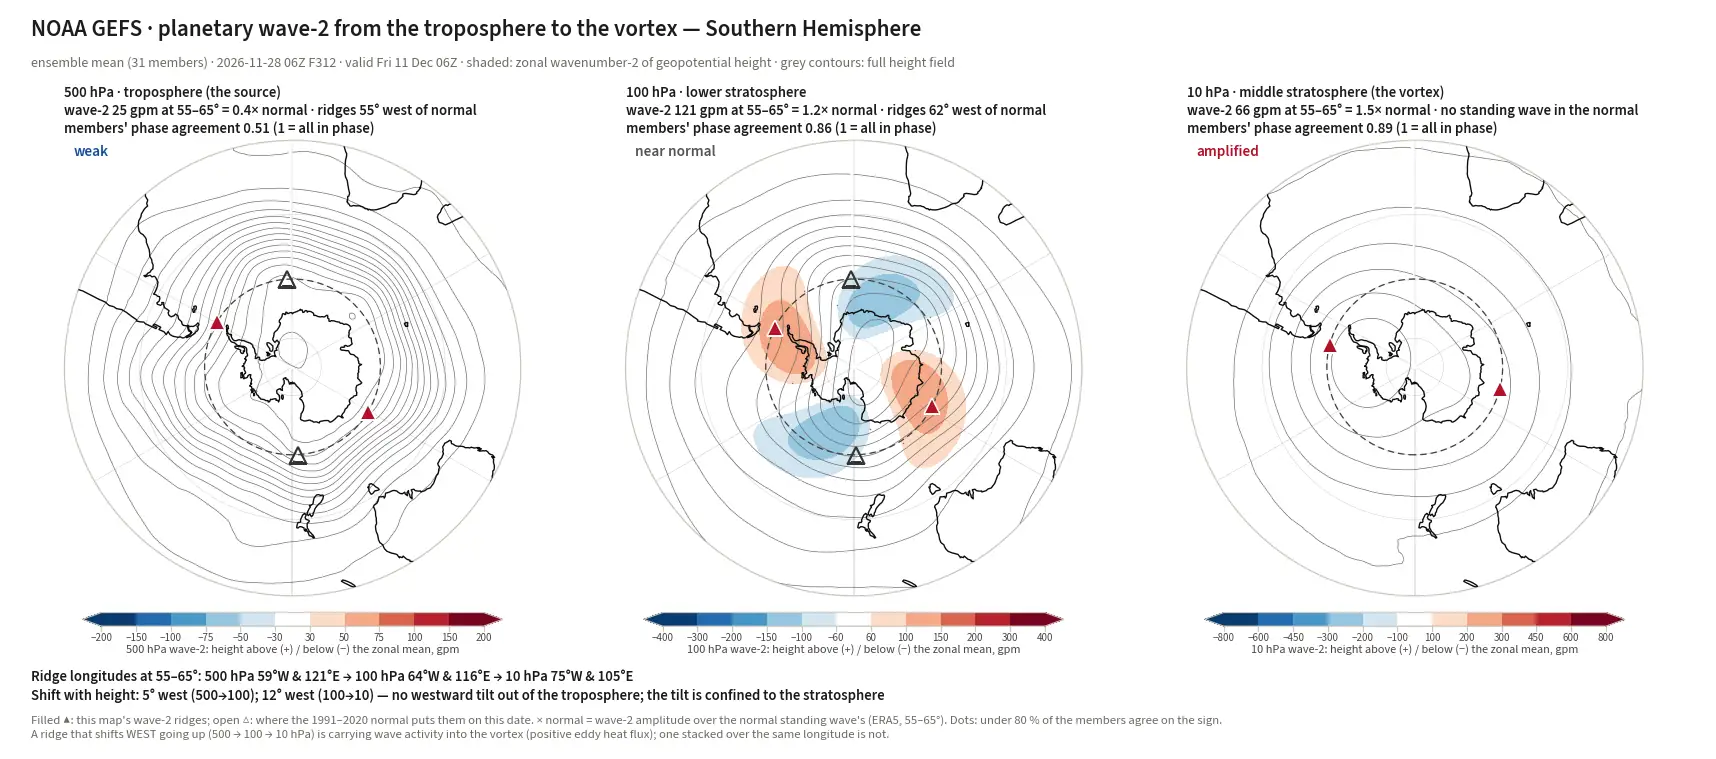 NOAA GEFS · planetary wave-2 from the troposphere to the vortex — Southern Hemisphere
ensemble mean (31 members) · 2026-11-28 06Z F312 · valid Fri 11 Dec 06Z · shaded: zonal wavenumber-2 of geopotential height · grey contours: full height field
500 hPa · troposphere (the source)
wave-2 25 gpm at 55–65° = 0.4× normal · ridges 55° west of normal
members' phase agreement 0.51 (1 = all in phase)
weak
100 hPa · lower stratosphere
wave-2 121 gpm at 55–65° = 1.2× normal · ridges 62° west of normal
members' phase agreement 0.86 (1 = all in phase)
near normal
10 hPa · middle stratosphere (the vortex)
wave-2 66 gpm at 55–65° = 1.5× normal · no standing wave in the normal
members' phase agreement 0.89 (1 = all in phase)
amplified
−200 −150 −100 −75 −50 −30 30 50 75 100 150 200
500 hPa wave-2: height above (+) / below (−) the zonal mean, gpm
−400 −300 −200 −150 −100 −60 60 100 150 200 300 400
100 hPa wave-2: height above (+) / below (−) the zonal mean, gpm
−800 −600 −450 −300 −200 −100 100 200 300 450 600 800
10 hPa wave-2: height above (+) / below (−) the zonal mean, gpm
Ridge longitudes at 55–65°: 500 hPa 59°W & 121°E → 100 hPa 64°W & 116°E → 10 hPa 75°W & 105°E
Shift with height: 5° west (500→100); 12° west (100→10) — no westward tilt out of the troposphere; the tilt is confined to the stratosphere
Filled ▲: this map's wave-2 ridges; open △: where the 1991–2020 normal puts them on this date. × normal = wave-2 amplitude over the normal standing wave's (ERA5, 55–65°). Dots: under 80 % of the members agree on the sign.
A ridge that shifts WEST going up (500 → 100 → 10 hPa) is carrying wave activity into the vortex (positive eddy heat flux); one stacked over the same longitude is not.